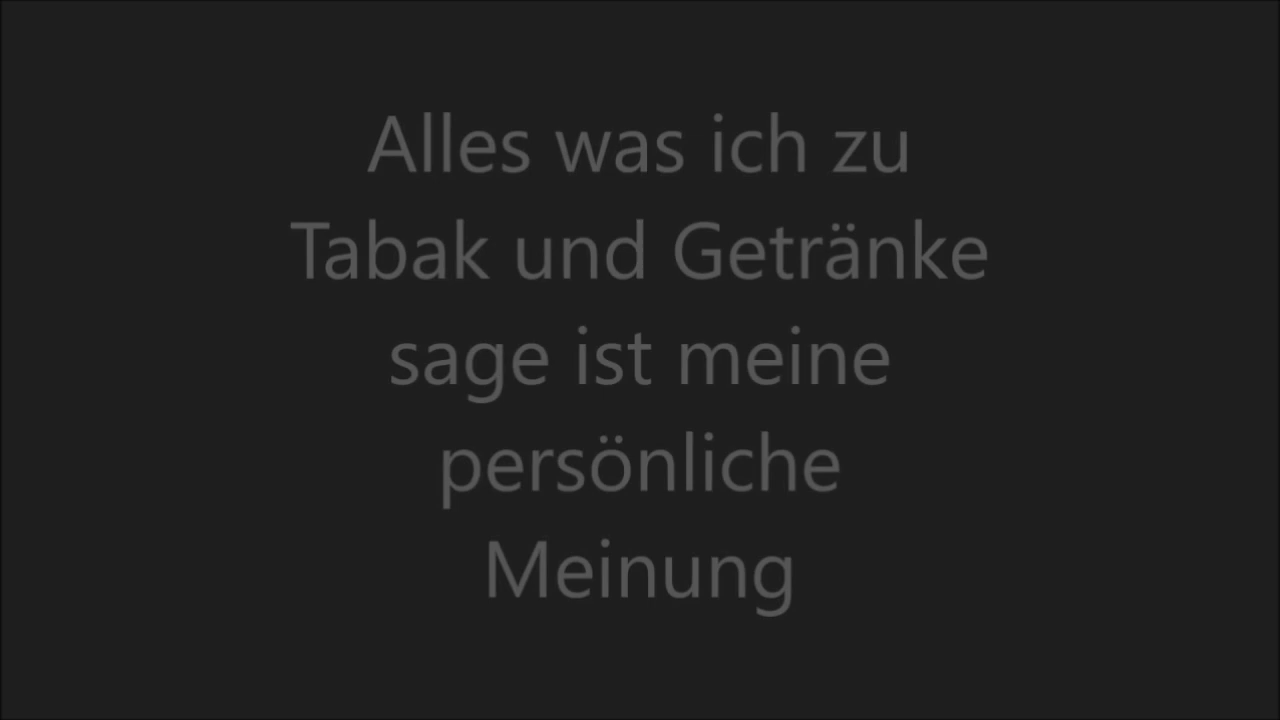 Alles was ich zu
Tabak und Getränke
sage ist meine
persönliche
Meinung